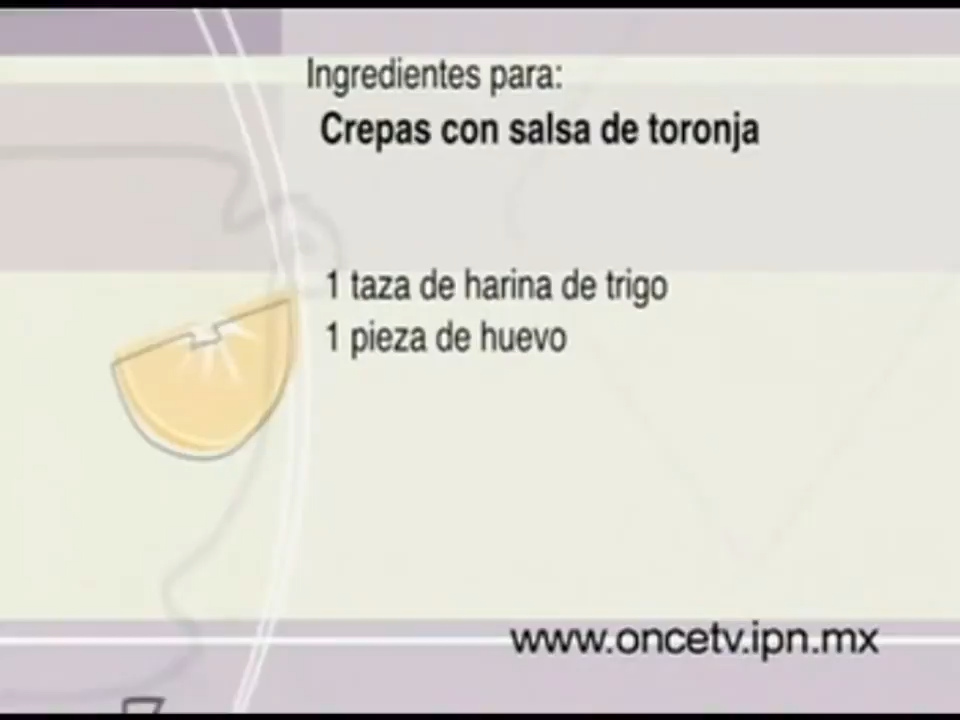 Ingredientes para:
Crepas con salsa de toronja
1 taza de harina de trigo
1 pieza de huevo
www.oncetv.ipn.mx